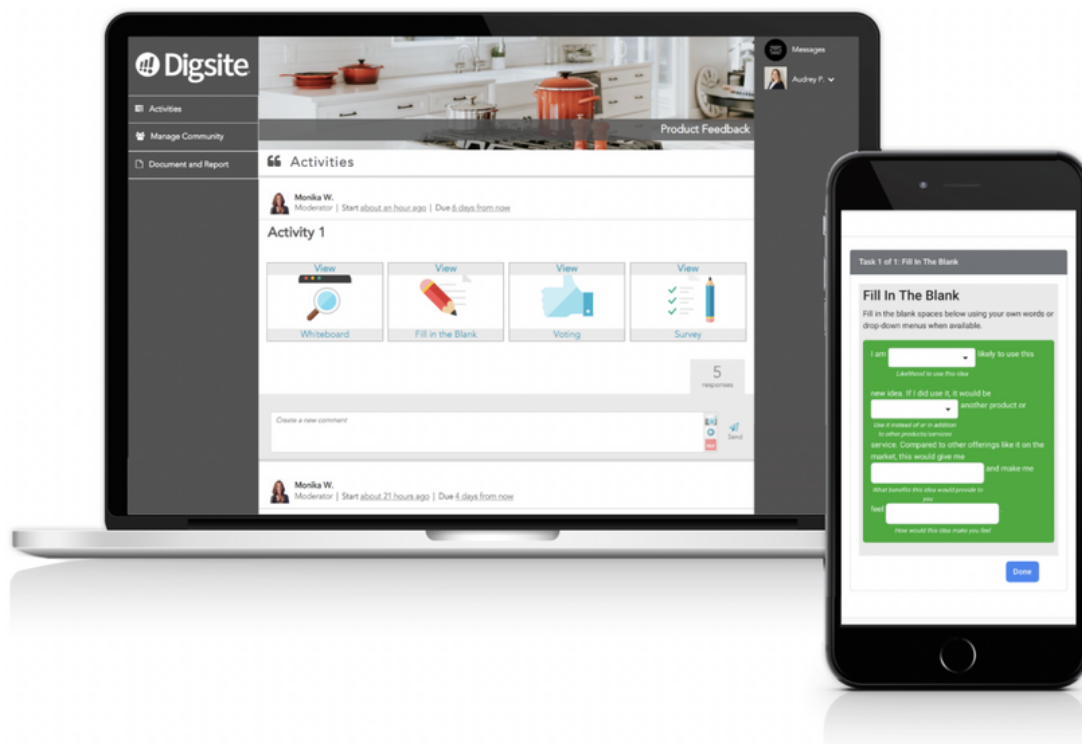 Digsite
Activities
Manage Community
Document and Report
Product Feedback
Messages
Audrey P.
Activities
Monika W.
Moderator | Start about an hour ago | Due 6 days from now
Activity 1
View
Whiteboard
View
Fill in the Blank
View
Voting
View
Survey
5
responses
Create a new comment
Send
Monika W.
Moderator | Start about 21 hours ago | Due 4 days from now
Task 1 of 1: Fill In The Blank
Fill In The Blank
Fill in the blank spaces below using your own words or
drop-down menus when available.
I am likely to use this
Likelihood to use this idea
new idea. If I did use it, it would be
another product or
Use it instead of or in addition
to other products/services
service. Compared to other offerings like it on the
market, this would give me
and make me
What benefits this idea would provide to
you
feel
How would this idea make you feel
Done